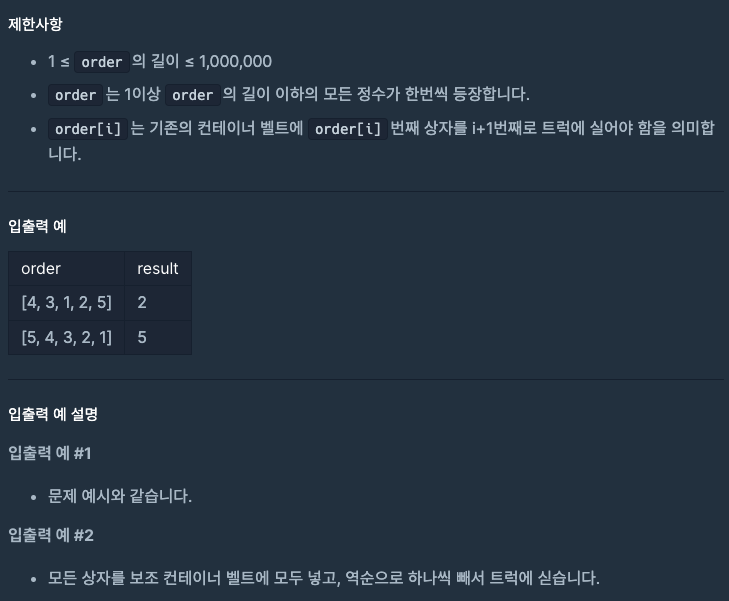 제한사항
• 1 ≤ order 의 길이 ≤ 1,000,000
• order 는 1이상 order 의 길이 이하의 모든 정수가 한번씩 등장합니다.
• order[i] 는 기존의 컨테이너 벨트에 order[i] 번째 상자를 i+1번째로 트럭에 실어야 함을 의미합
니다.
입출력 예
order result
[4, 3, 1, 2, 5] 2
[5, 4, 3, 2, 1] 5
입출력 예 설명
입출력 예 #1
• 문제 예시와 같습니다.
입출력 예 #2
• 모든 상자를 보조 컨테이너 벨트에 모두 넣고, 역순으로 하나씩 빼서 트럭에 싣습니다.